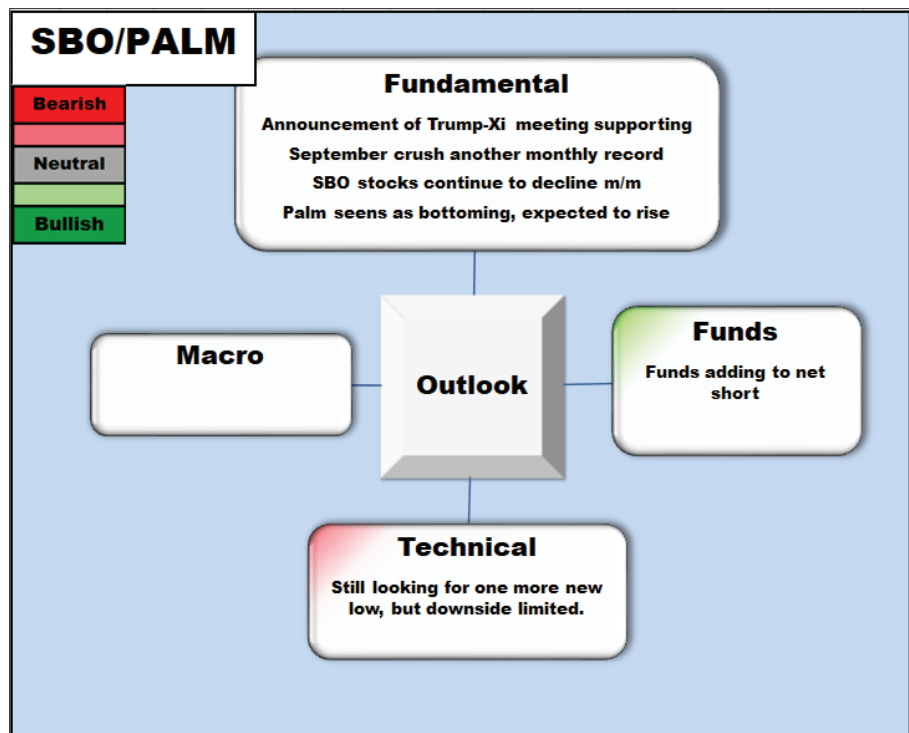 SBO/PALM
Bearish
Neutral
Bullish
Fundamental
Announcement of Trump-Xi meeting supporting
September crush another monthly record
SBO stocks continue to decline m/m
Palm seens as bottoming, expected to rise
Macro
Outlook
Funds
Funds adding to net
short
Technical
Still looking for one more new
low, but downside limited.